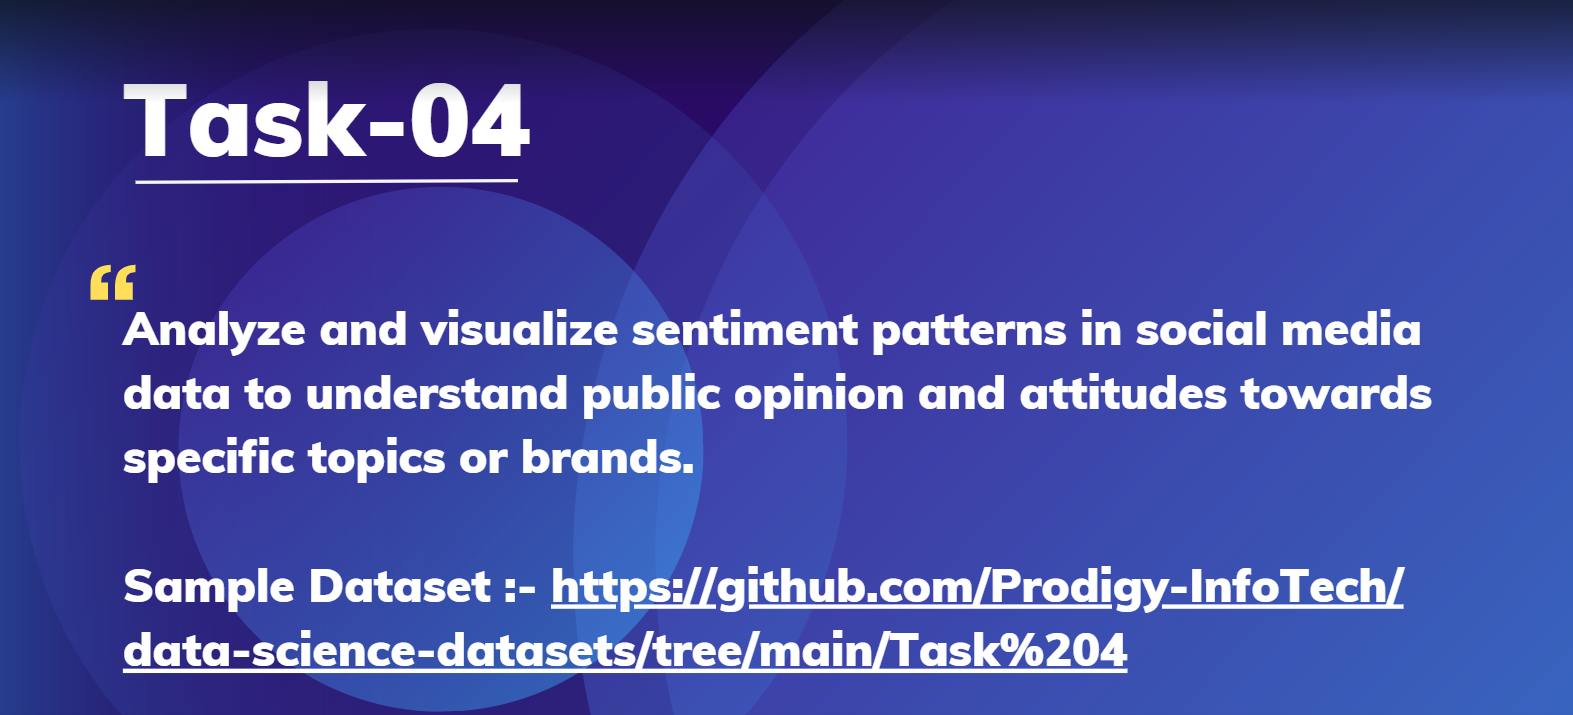 Task-04
“
Analyze and visualize sentiment patterns in social media
data to understand public opinion and attitudes towards
specific topics or brands.
Sample Dataset :- https://github.com/Prodigy-InfoTech/
data-science-datasets/tree/main/Task%204